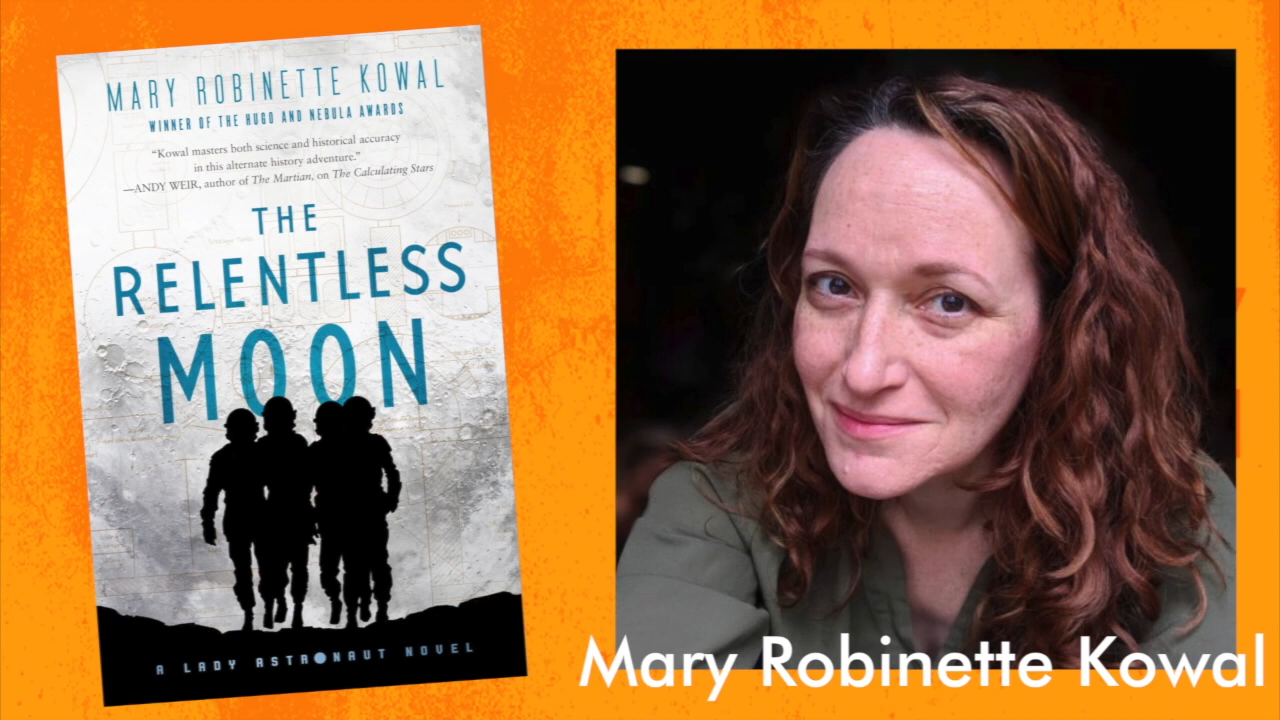 MARY ROBINETTE KOWAL
WINNER OF THE HUGO AND NEBULA AWARDS
“Kowal masters both science and historical accuracy
in this alternate history adventure.”
—ANDY WEIR, author of The Martian, on The Calculating Stars
THE
RELENTLESS
MOON
A LADY ASTRONAUT NOVEL
Mary Robinette Kowal